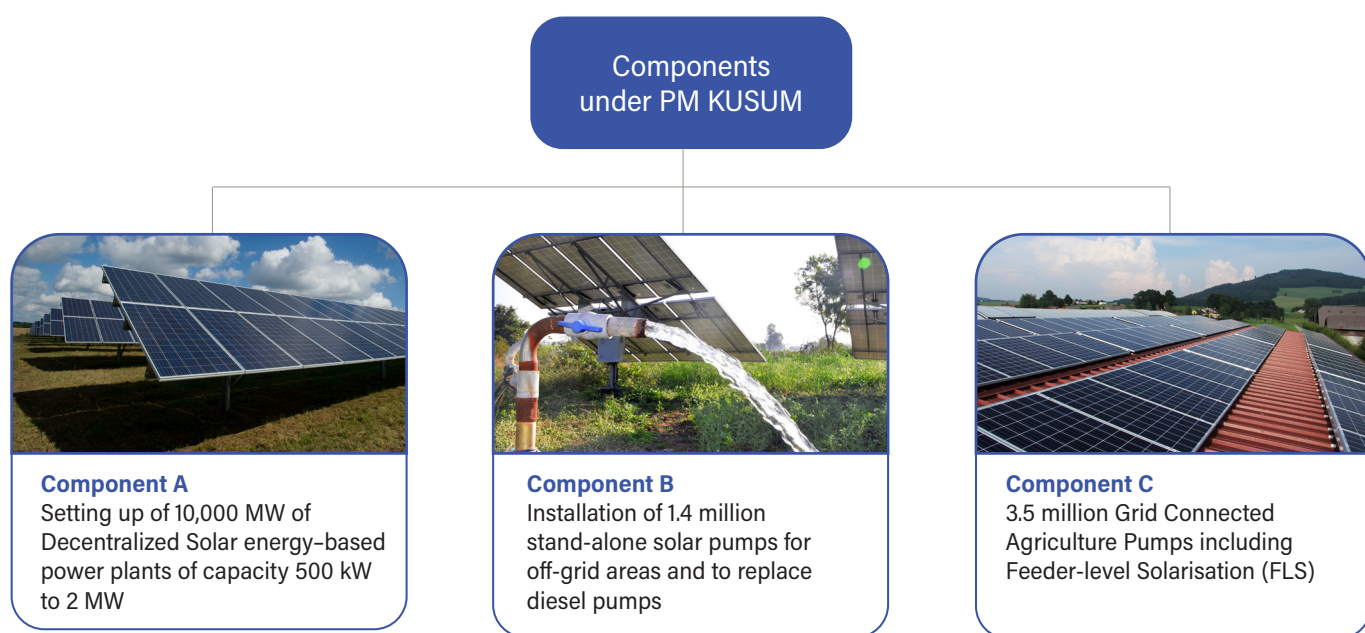 Components
under PM KUSUM
Component A
Setting up of 10,000 MW of
Decentralized Solar energy–based
power plants of capacity 500 kW
to 2 MW
Component B
Installation of 1.4 million
stand-alone solar pumps for
off-grid areas and to replace
diesel pumps
Component C
3.5 million Grid Connected
Agriculture Pumps including
Feeder-level Solarisation (FLS)